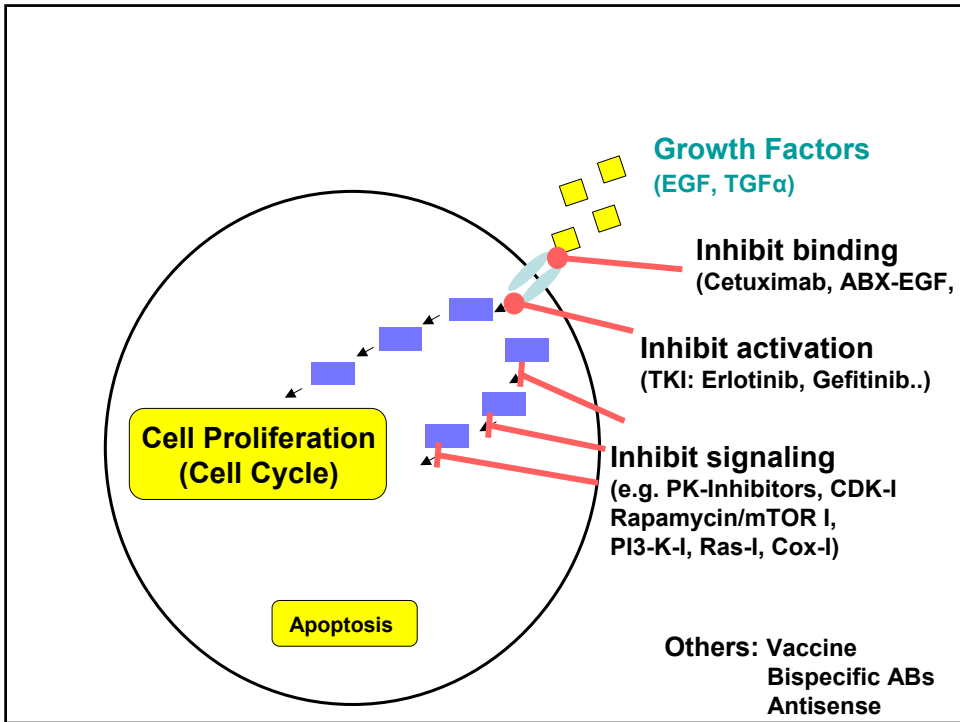 Growth Factors
(EGF, TGFα)
Inhibit binding
(Cetuximab, ABX-EGF,
Inhibit activation
(TKI: Erlotinib, Gefitinib..)
Cell Proliferation
(Cell Cycle)
Inhibit signaling
(e.g. PK-Inhibitors, CDK-I
Rapamycin/mTOR I,
PI3-K-I, Ras-I, Cox-I)
Apoptosis
Others: Vaccine
Bispecific ABs
Antisense